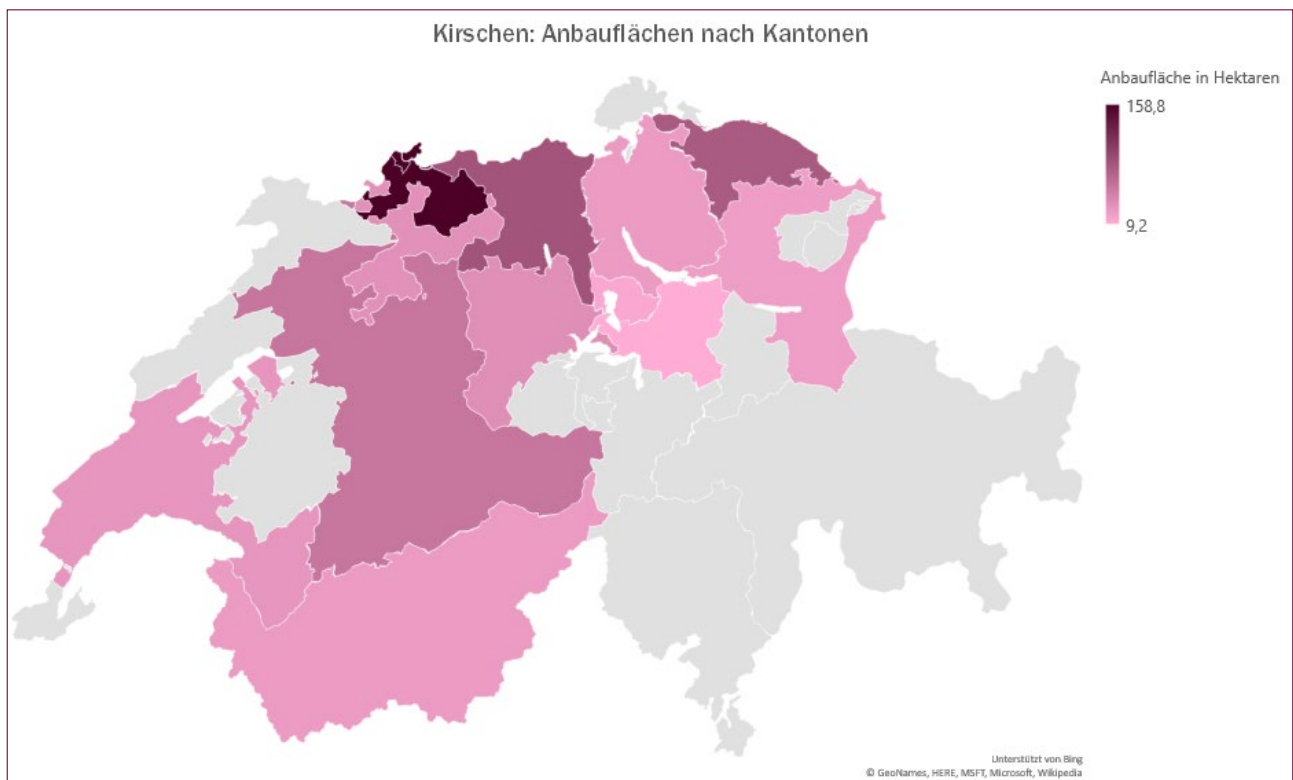 Kirschen: Anbauflächen nach Kantonen
Anbaufläche in Hektaren
158,8
9,2
Unterstützt von Bing
© GeoNames, HERE, MSFT, Microsoft, Wikipedia